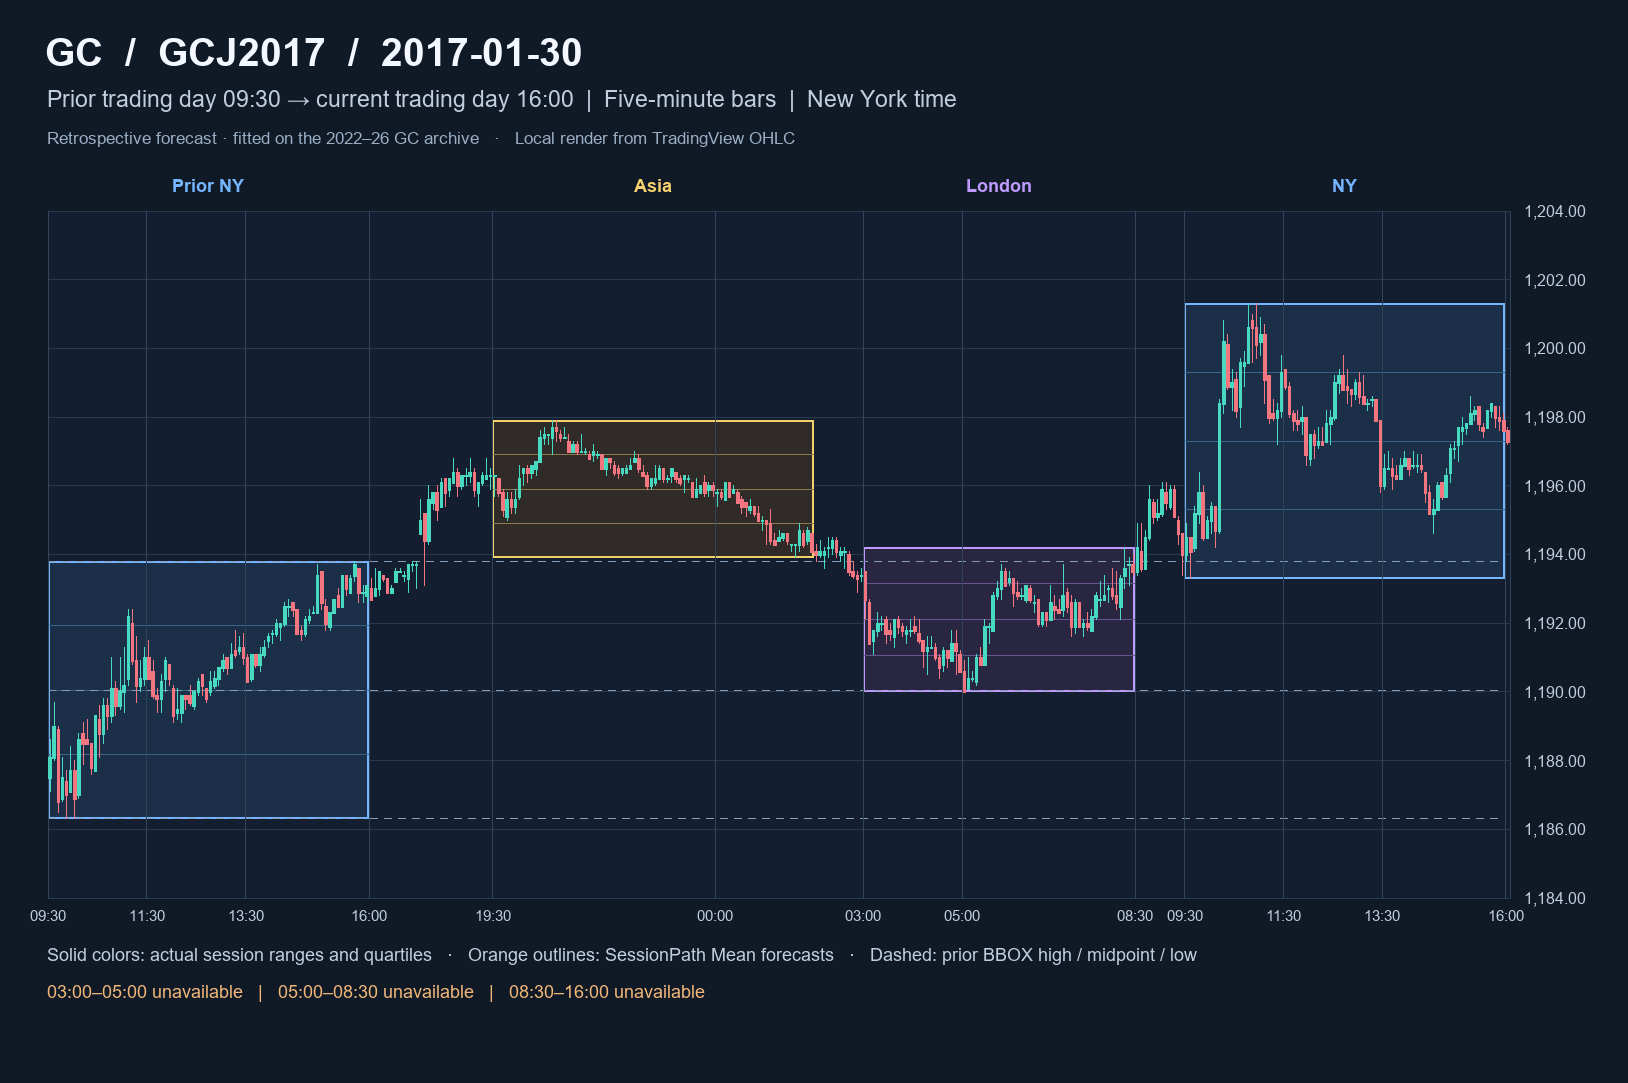 GC / GCJ2017 / 2017-01-30
Prior trading day 09:30 → current trading day 16:00 | Five-minute bars | New York time
Retrospective forecast · fitted on the 2022–26 GC archive · Local render from TradingView OHLC
Prior NY Asia London NY
1,204.00
1,202.00
1,200.00
1,198.00
1,196.00
1,194.00
1,192.00
1,190.00
1,188.00
1,186.00
1,184.00
09:30 11:30 13:30 16:00 19:30 00:00 03:00 05:00 08:30 09:30 11:30 13:30 16:00
Solid colors: actual session ranges and quartiles · Orange outlines: SessionPath Mean forecasts · Dashed: prior BBOX high / midpoint / low
03:00–05:00 unavailable | 05:00–08:30 unavailable | 08:30–16:00 unavailable